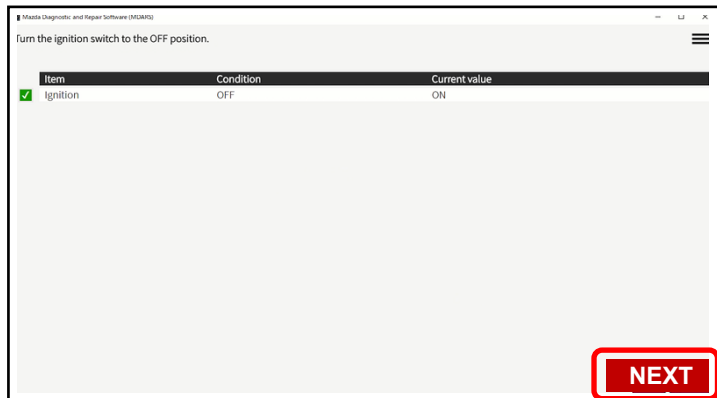 Mazda Diagnostic and Repair Software (MDARS)
Turn the ignition switch to the OFF position.
Item Condition Current value
Ignition OFF ON
NEXT